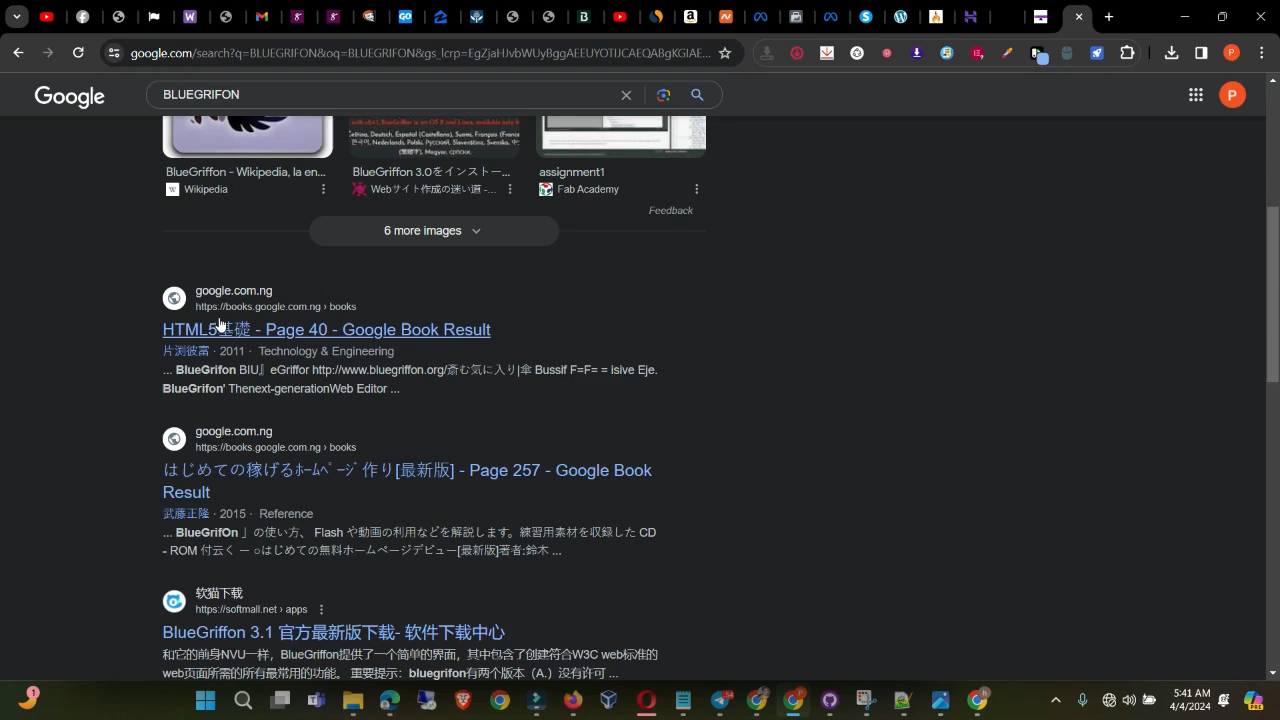 google.com/search?q=BLUEGRIFON&oq=BLUEGRIFON&gs_lcrp=EgZjaHJvbWUyBggAEEUYOTIJCAEQABgKGIAE...
Google
BLUEGRIFON
P
BlueGriffon - Wikipedia, la en...
Wikipedia
BlueGriffon 3.0をインストー...
Webサイト作成の迷い道 -...
assignment1
Fab Academy
Feedback
6 more images
google.com.ng
https://books.google.com.ng › books
HTML5基礎 - Page 40 - Google Book Result
片渕彼富 · 2011 · Technology & Engineering
... BlueGrifon BIU』eGriffor http://www.bluegriffon.org/斎む気に入り|傘 Bussif F=F= = isive Eje.
BlueGrifon' Thenext-generationWeb Editor ...
google.com.ng
https://books.google.com.ng › books
はじめての稼げるﾎｰﾑﾍﾟｰｼﾞ作り[最新版] - Page 257 - Google Book
Result
武藤正隆 · 2015 · Reference
... BlueGrifOn 」の使い方、 Flash や動画の利用などを解説します。練習用素材を収録した CD
- ROM 付云く ー ○はじめての無料ホームページデビュー[最新版]著者:鈴木 ...
软猫下载
https://softmall.net › apps
BlueGriffon 3.1 官方最新版下载- 软件下载中心
和它的前身NVU一样，BlueGriffon提供了一个简单的界面，其中包含了创建符合W3C web标准的
web页面所需的所有最常用的功能。 重要提示：bluegrifon有两个版本（A.）没有许可 ...
5:41 AM
4/4/2024